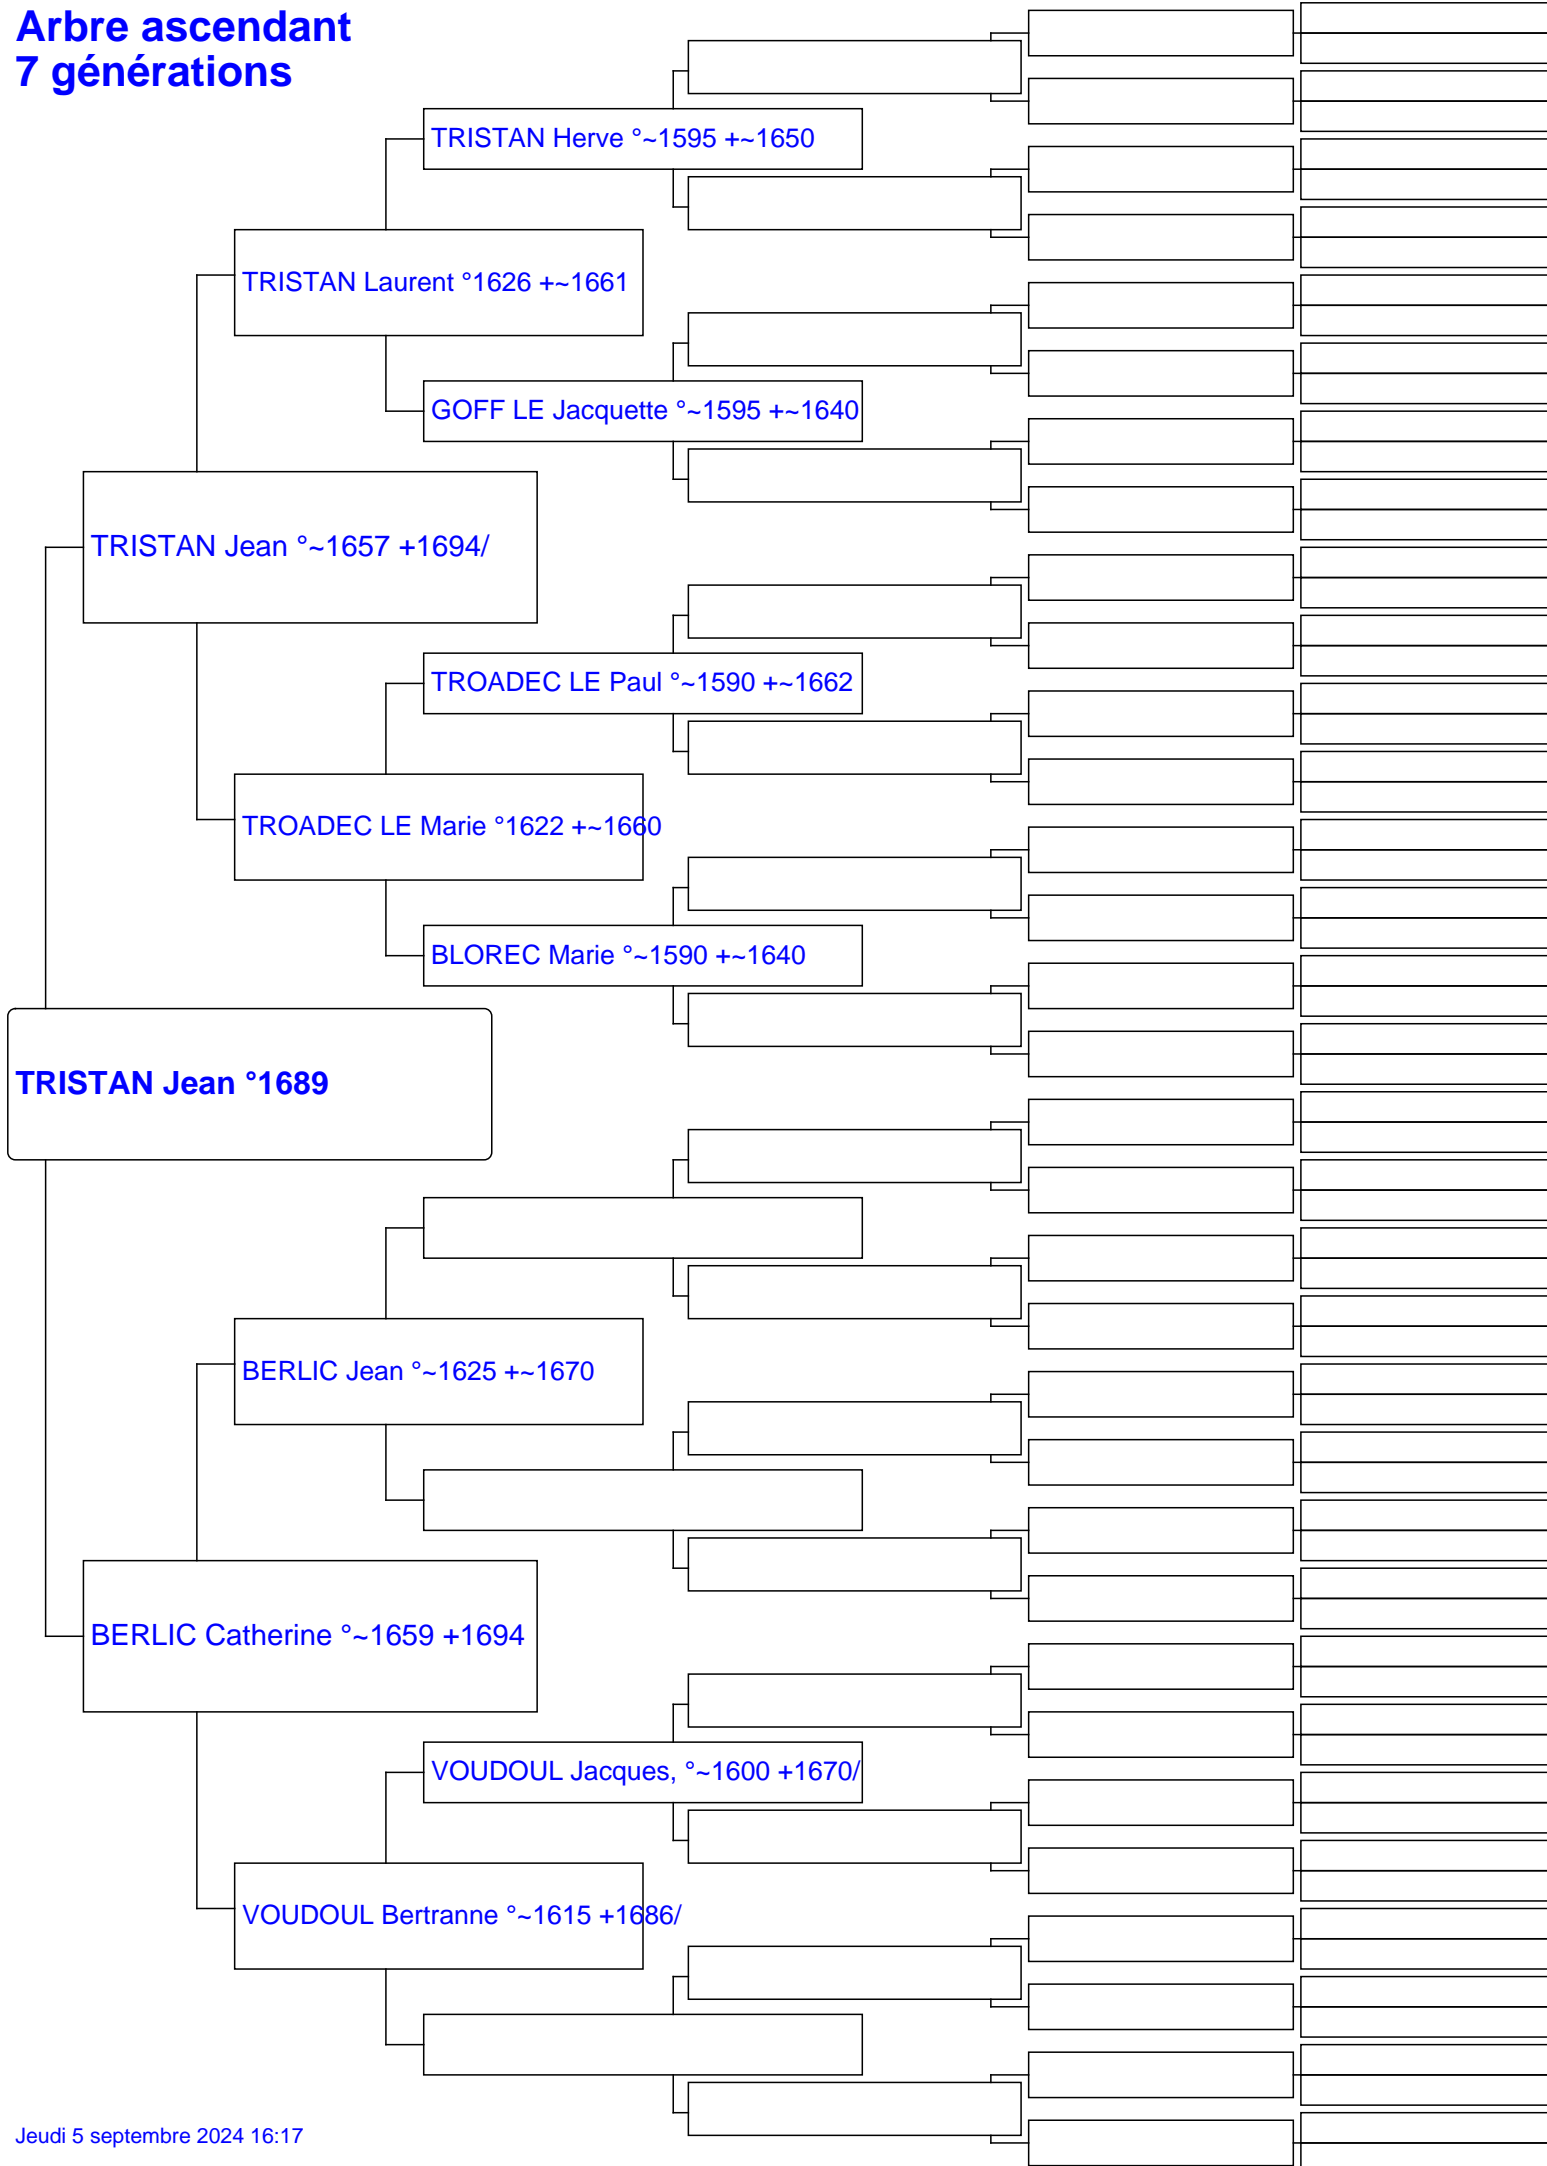 Arbre ascendant
7 générations
TRISTAN Herve °~1595 +~1650
TRISTAN Laurent °1626 +~1661
GOFF LE Jacquette °~1595 +~1640
TRISTAN Jean °~1657 +1694/
TROADEC LE Paul °~1590 +~1662
TROADEC LE Marie °1622 +~1660
BLOREC Marie °~1590 +~1640
TRISTAN Jean °1689
BERLIC Jean °~1625 +~1670
BERLIC Catherine °~1659 +1694
VOUDOUL Jacques, °~1600 +1670/
VOUDOUL Bertranne °~1615 +1686/
Jeudi 5 septembre 2024 16:17